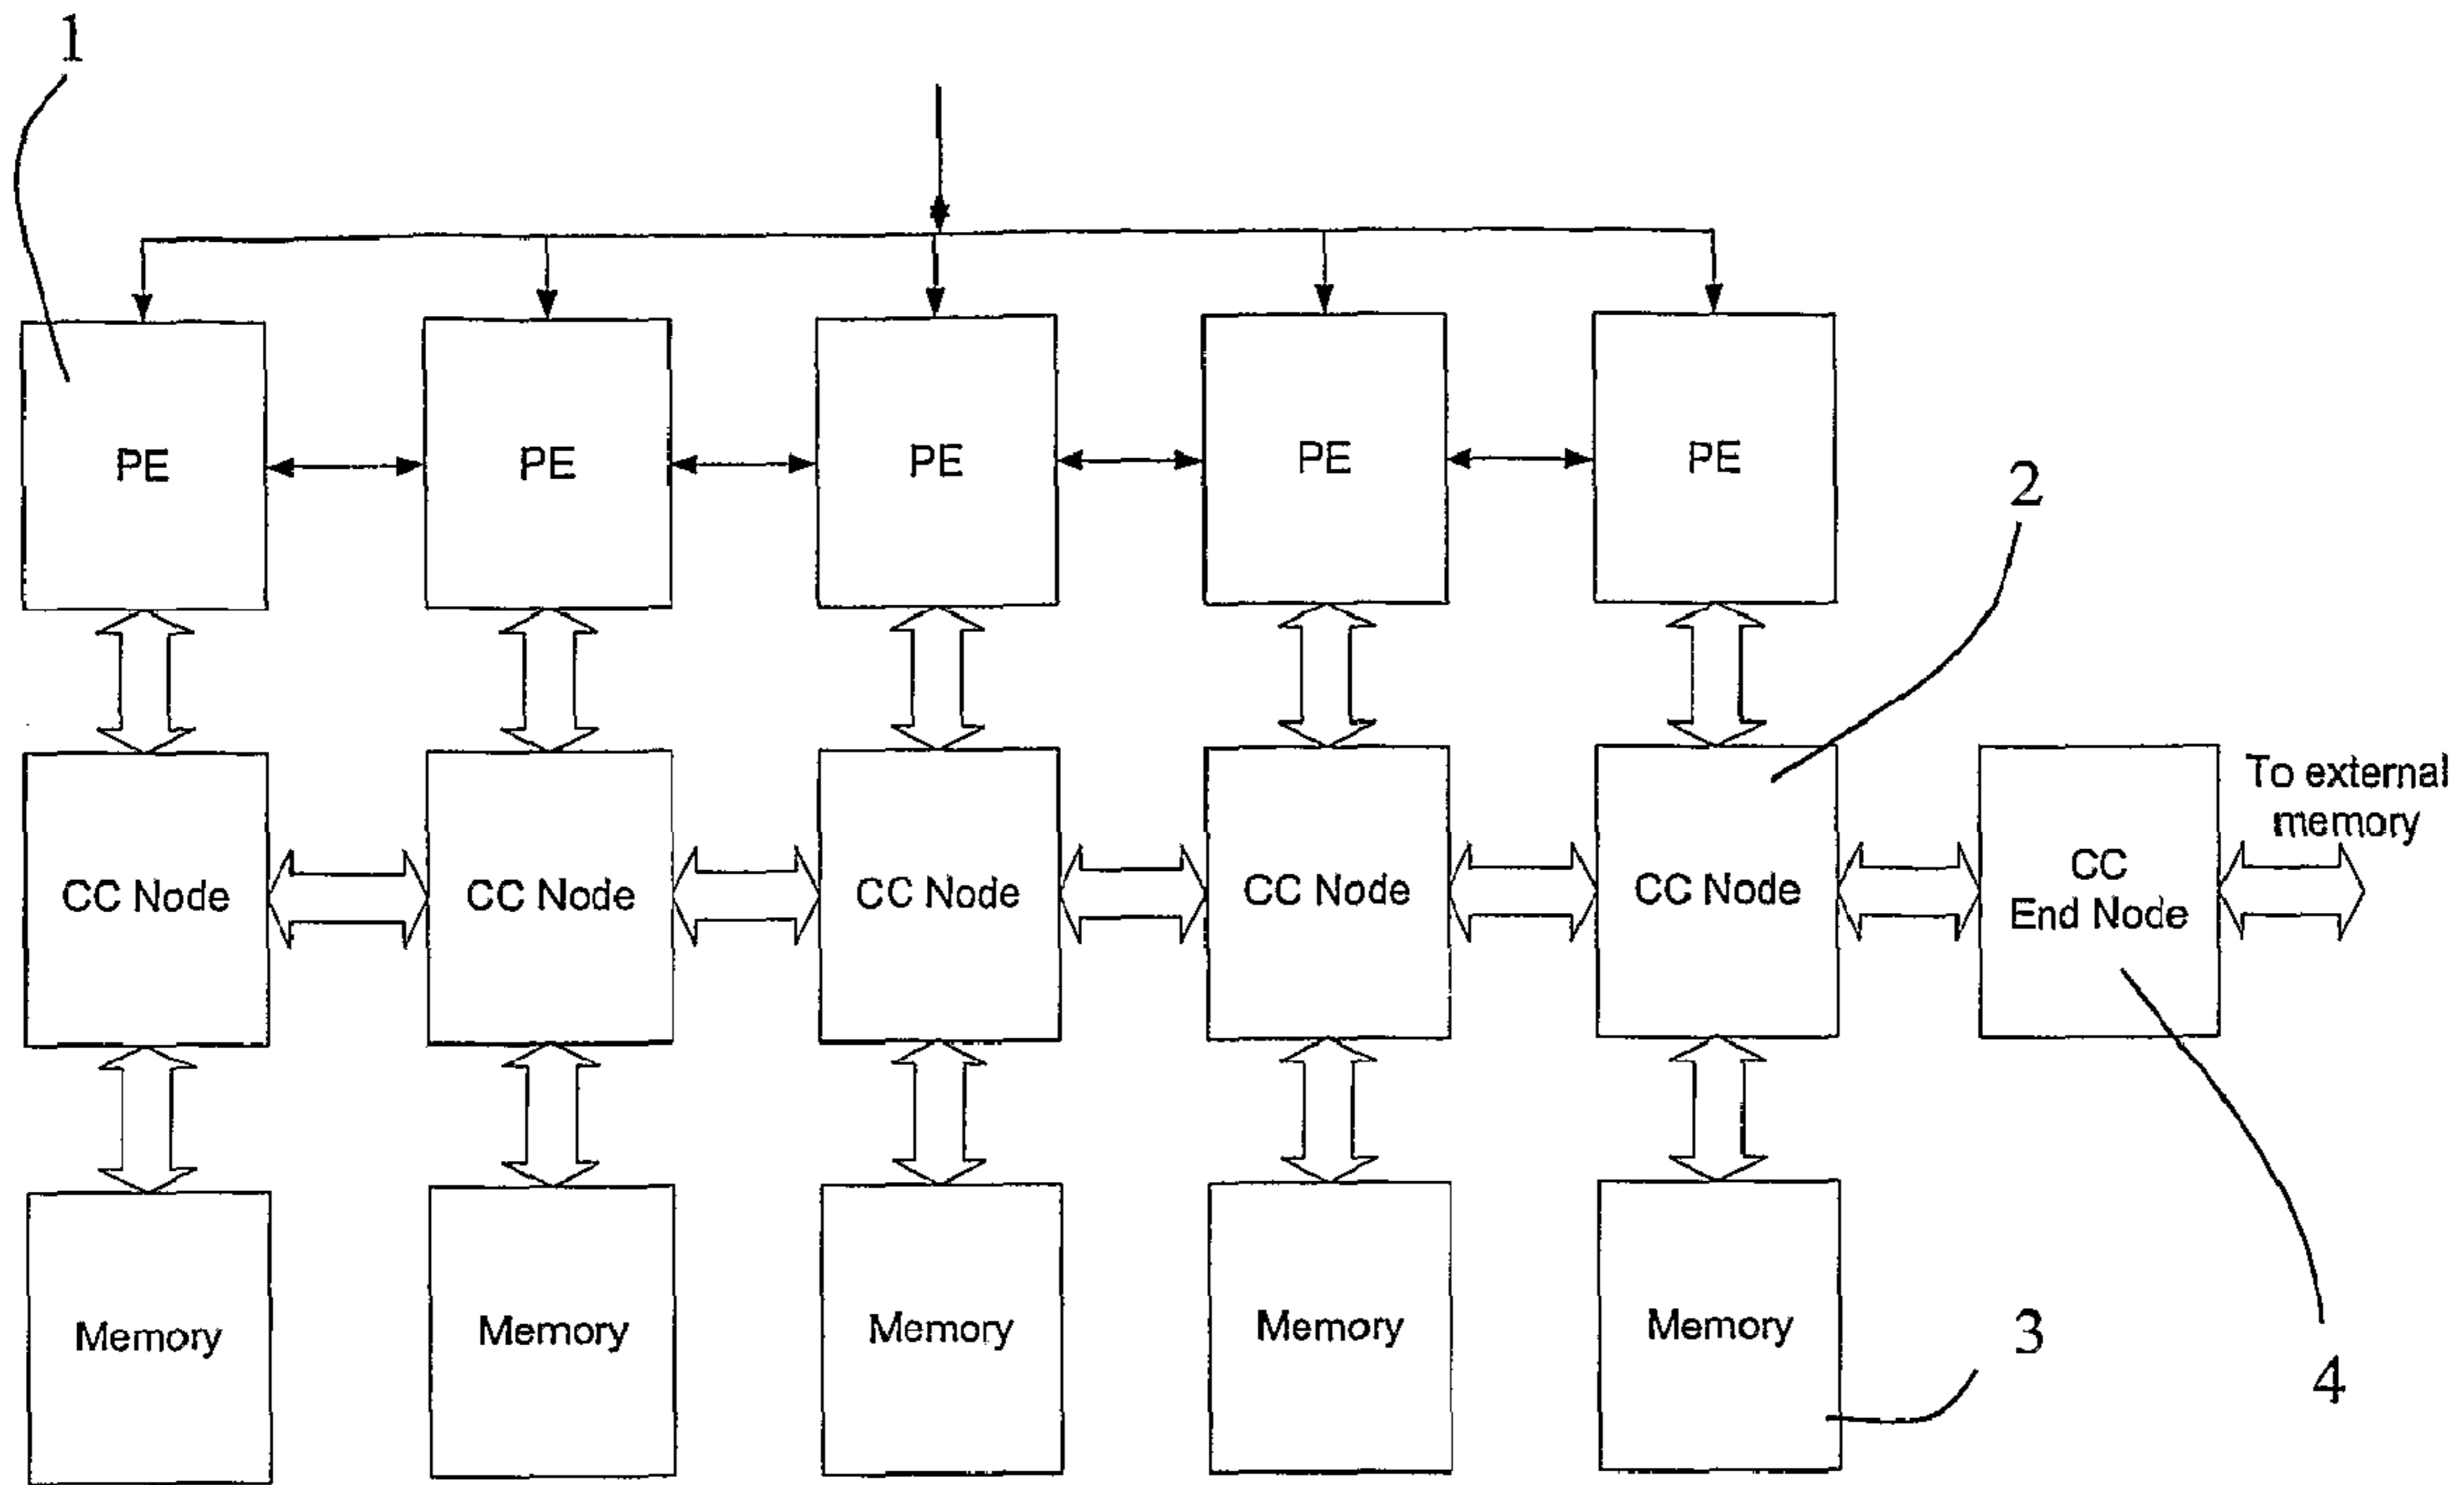 1
PE
PE
PE
PE
PE
2
CC Node
CC Node
CC Node
CC Node
CC Node
CC
End Node
To external
memory
Memory
Memory
Memory
Memory
Memory
3
4